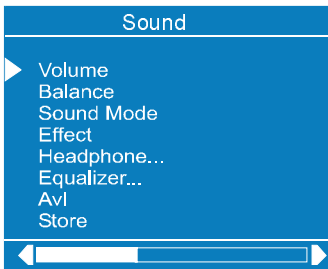 Sound
Volume
Balance
Sound Mode
Effect
Headphone...
Equalizer...
Avl
Store